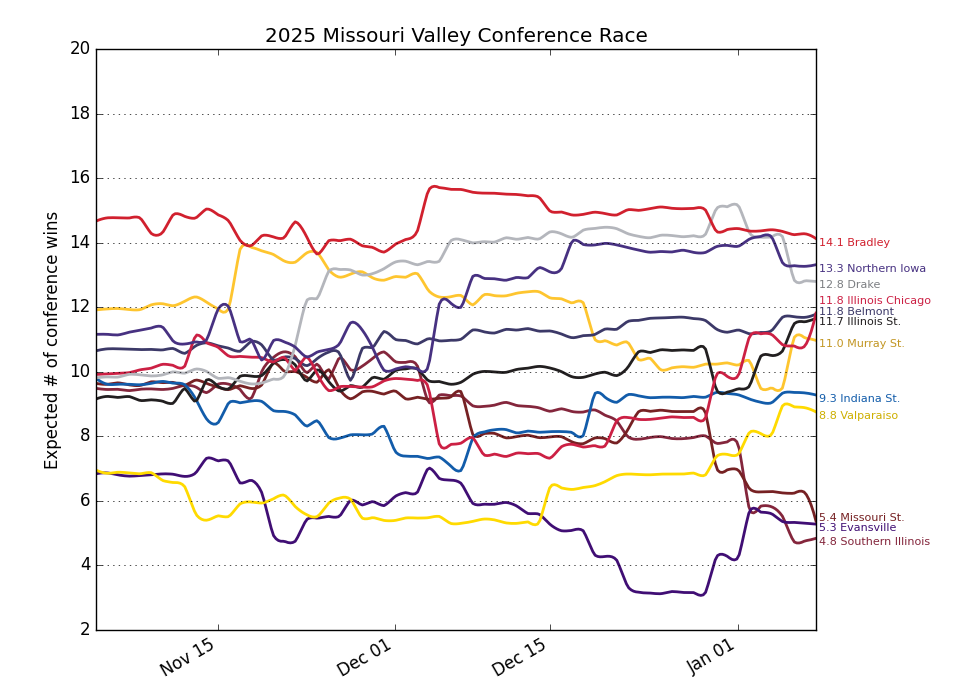 2025 Missouri Valley Conference Race
Expected # of conference wins
20
18
16
14
12
10
8
6
4
2
Nov 15
Dec 01
Dec 15
Jan 01
14.1 Bradley
13.3 Northern Iowa
12.8 Drake
11.8 Illinois Chicago
11.8 Belmont
11.7 Illinois St.
11.0 Murray St.
9.3 Indiana St.
8.8 Valparaiso
5.4 Missouri St.
5.3 Evansville
4.8 Southern Illinois